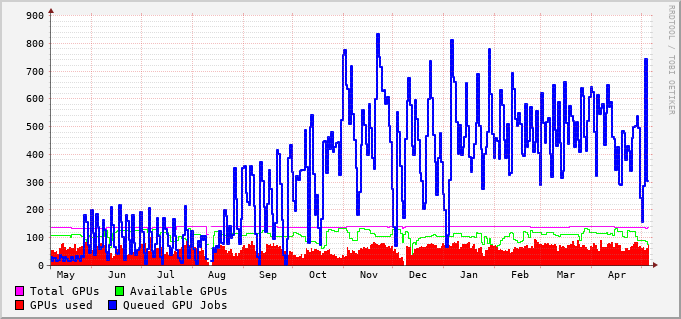 900
800
700
600
500
400
300
200
100
0
May Jun Jul Aug Sep Oct Nov Dec Jan Feb Mar Apr
Total GPUs Available GPUs
GPUs used Queued GPU Jobs
RRDTOOL / TOBI OETIKER